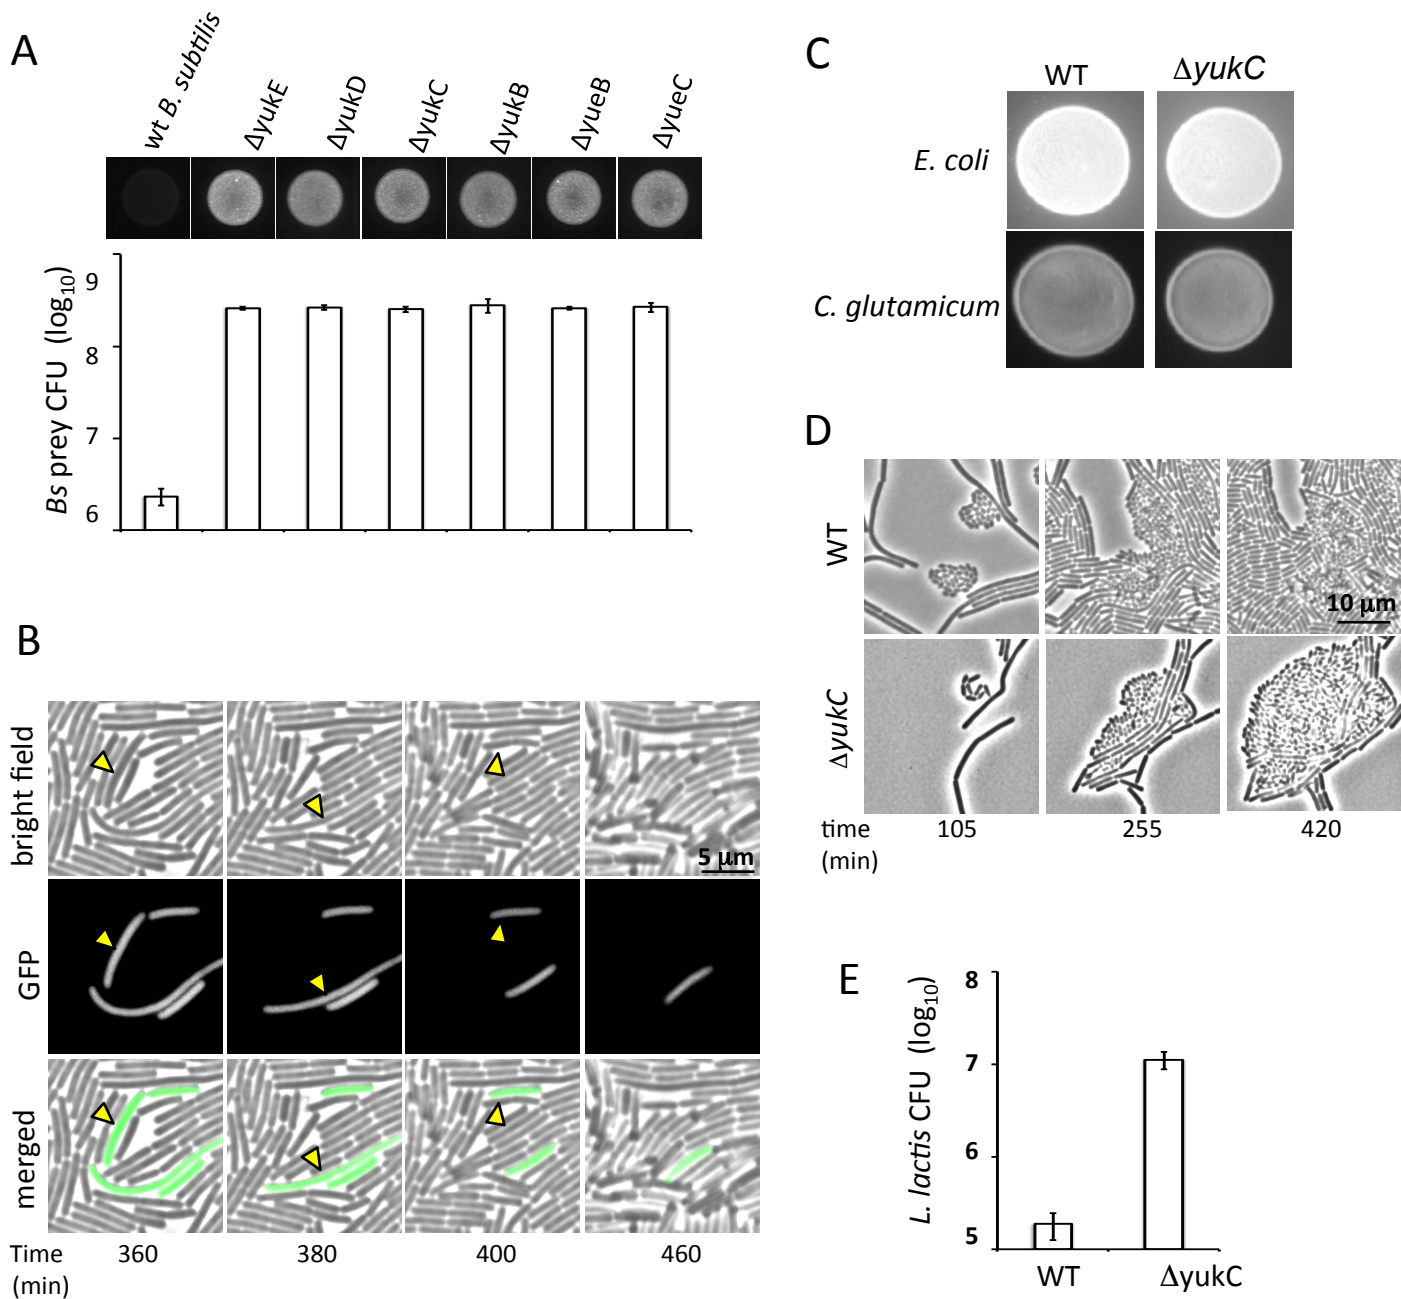 A
wt B. subtilis
ΔyukE
ΔyukD
ΔyukC
ΔyukB
ΔyueB
ΔyueC
Bs prey CFU (log10)
9
8
7
6
B
bright field
5 µm
GFP
merged
Time
(min)
360
380
400
460
C
WT
ΔyukC
E. coli
C. glutamicum
D
WT
10 µm
ΔyukC
time
(min)
105
255
420
E
L. lactis CFU (log10)
8
7
6
5
WT
ΔyukC